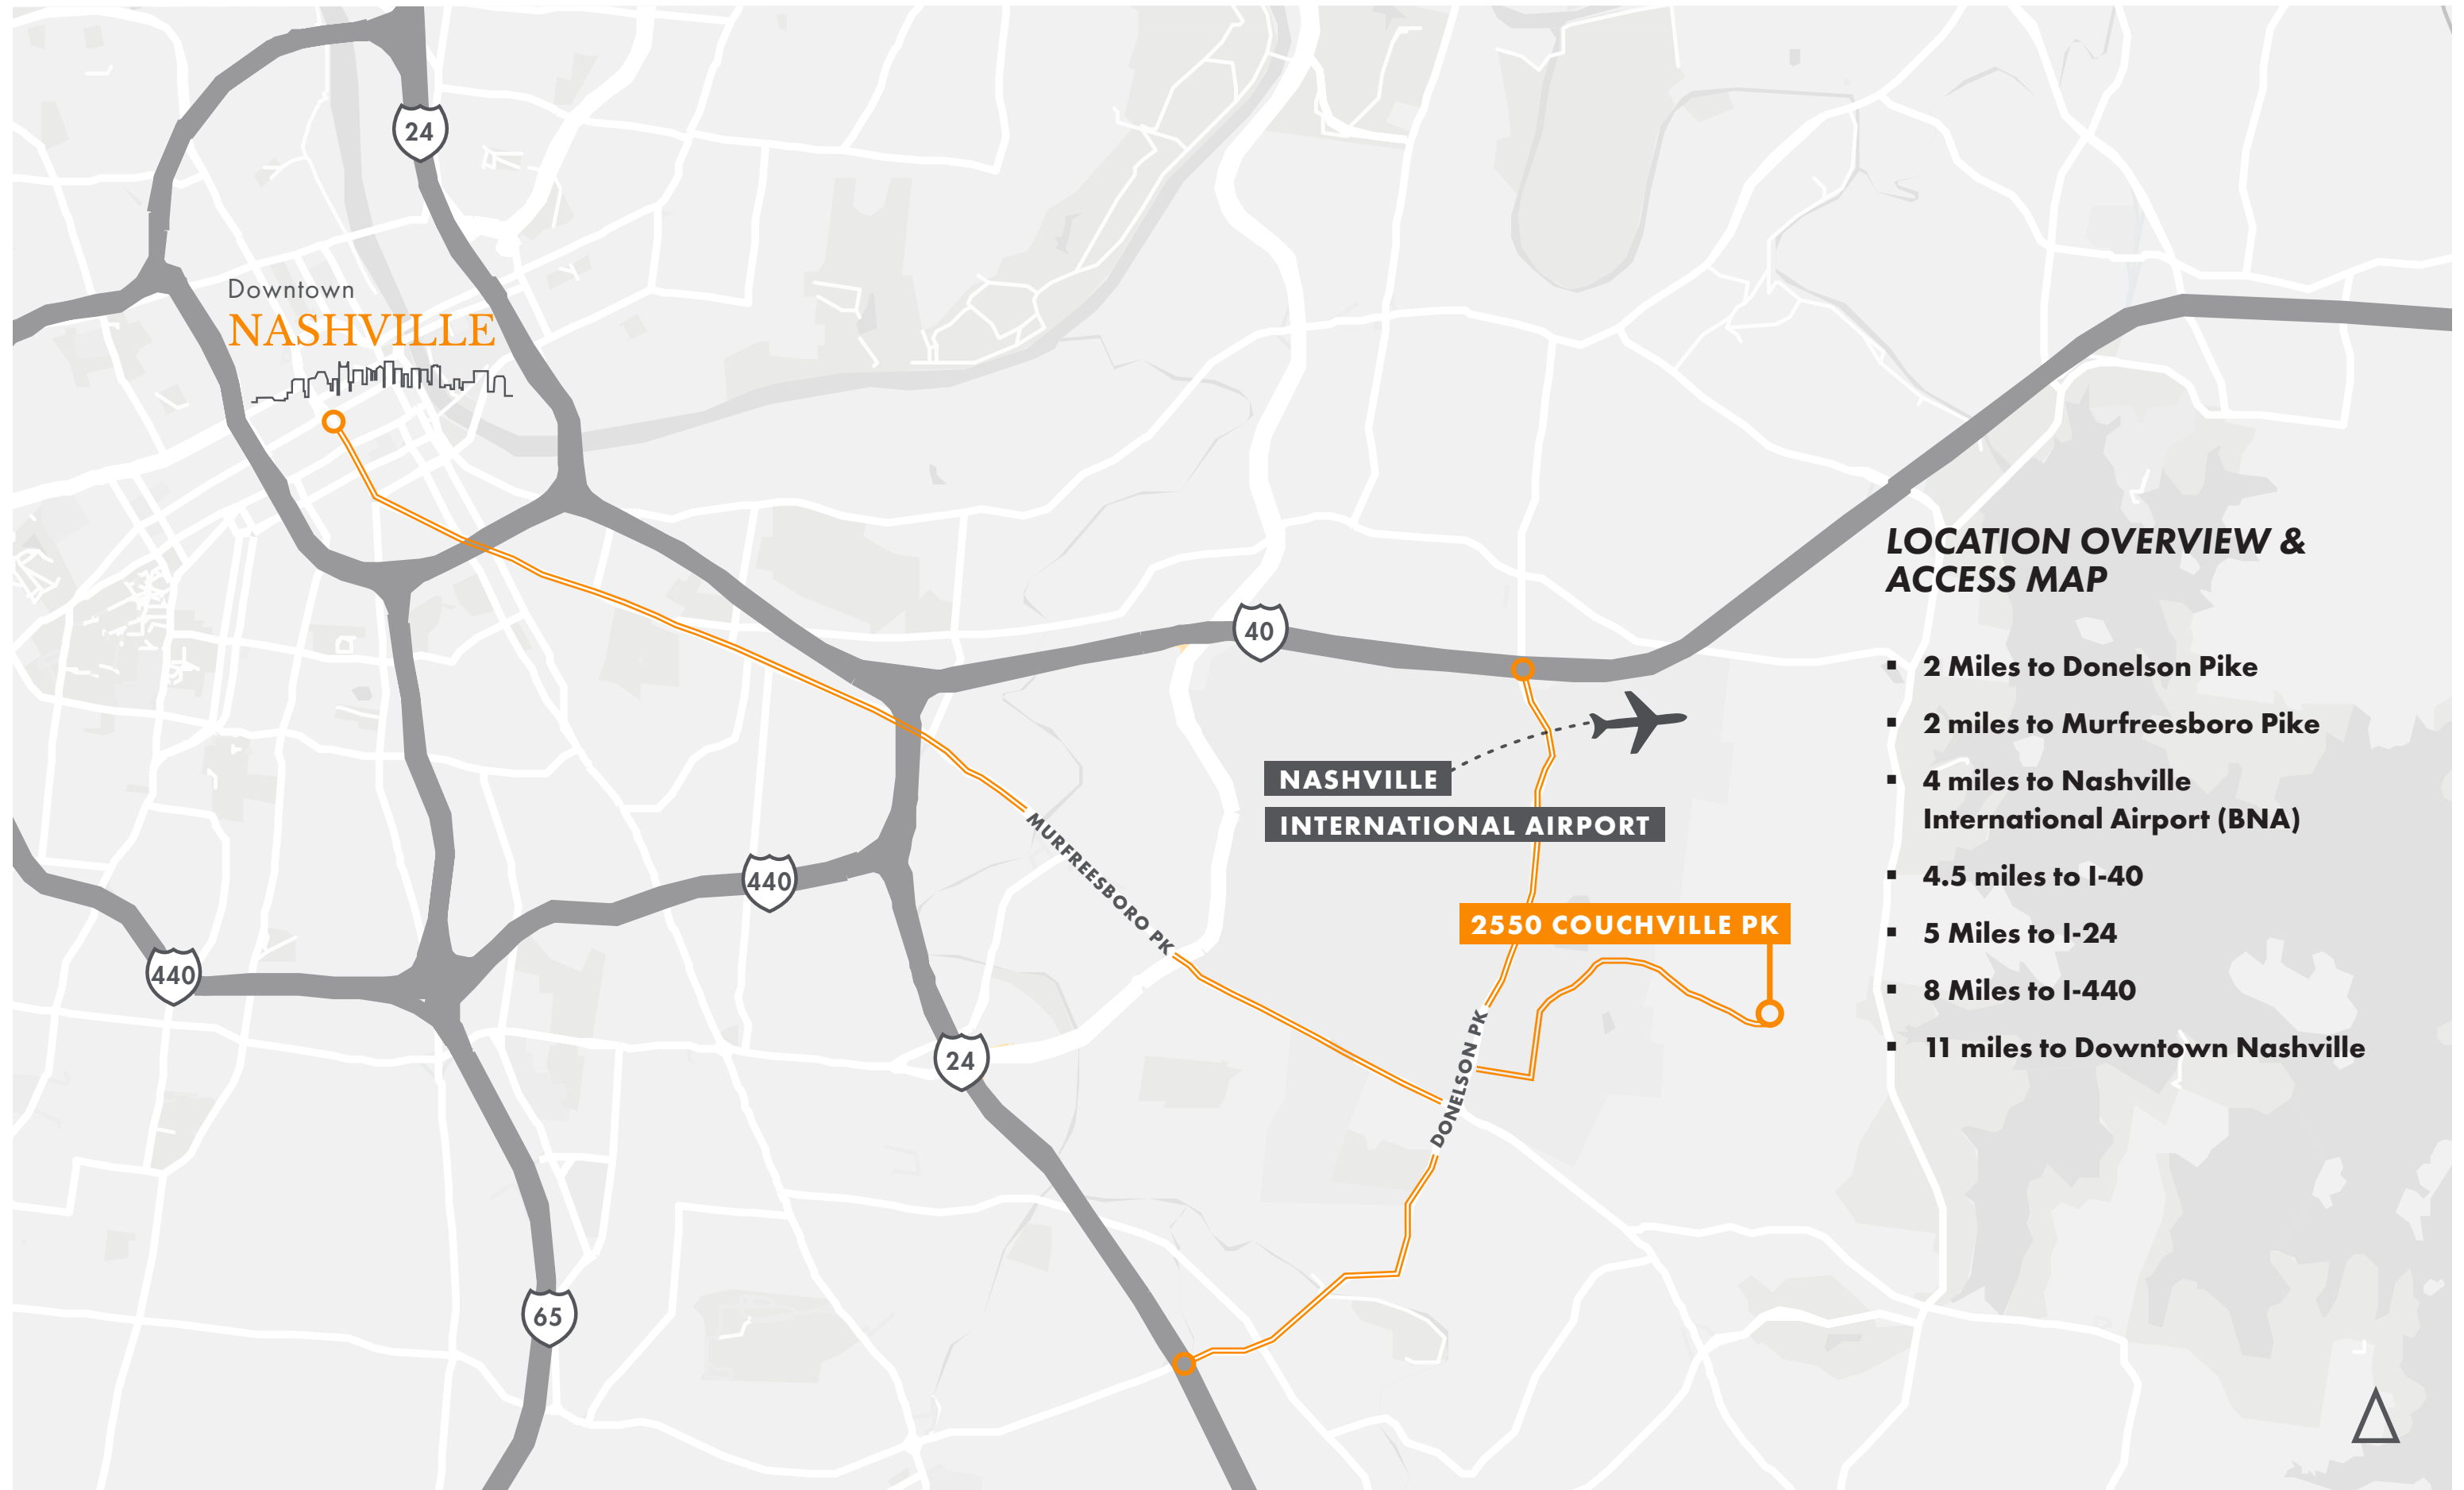 24
Downtown
NASHVILLE
LOCATION OVERVIEW &
ACCESS MAP
40
▪ 2 Miles to Donelson Pike
▪ 2 miles to Murfreesboro Pike
▪ 4 miles to Nashville
International Airport (BNA)
▪ 4.5 miles to I-40
▪ 5 Miles to I-24
▪ 8 Miles to I-440
▪ 11 miles to Downtown Nashville
NASHVILLE
INTERNATIONAL AIRPORT
MURFREESBORO PK
440
2550 COUCHVILLE PK
440
DONELSON PK
24
65